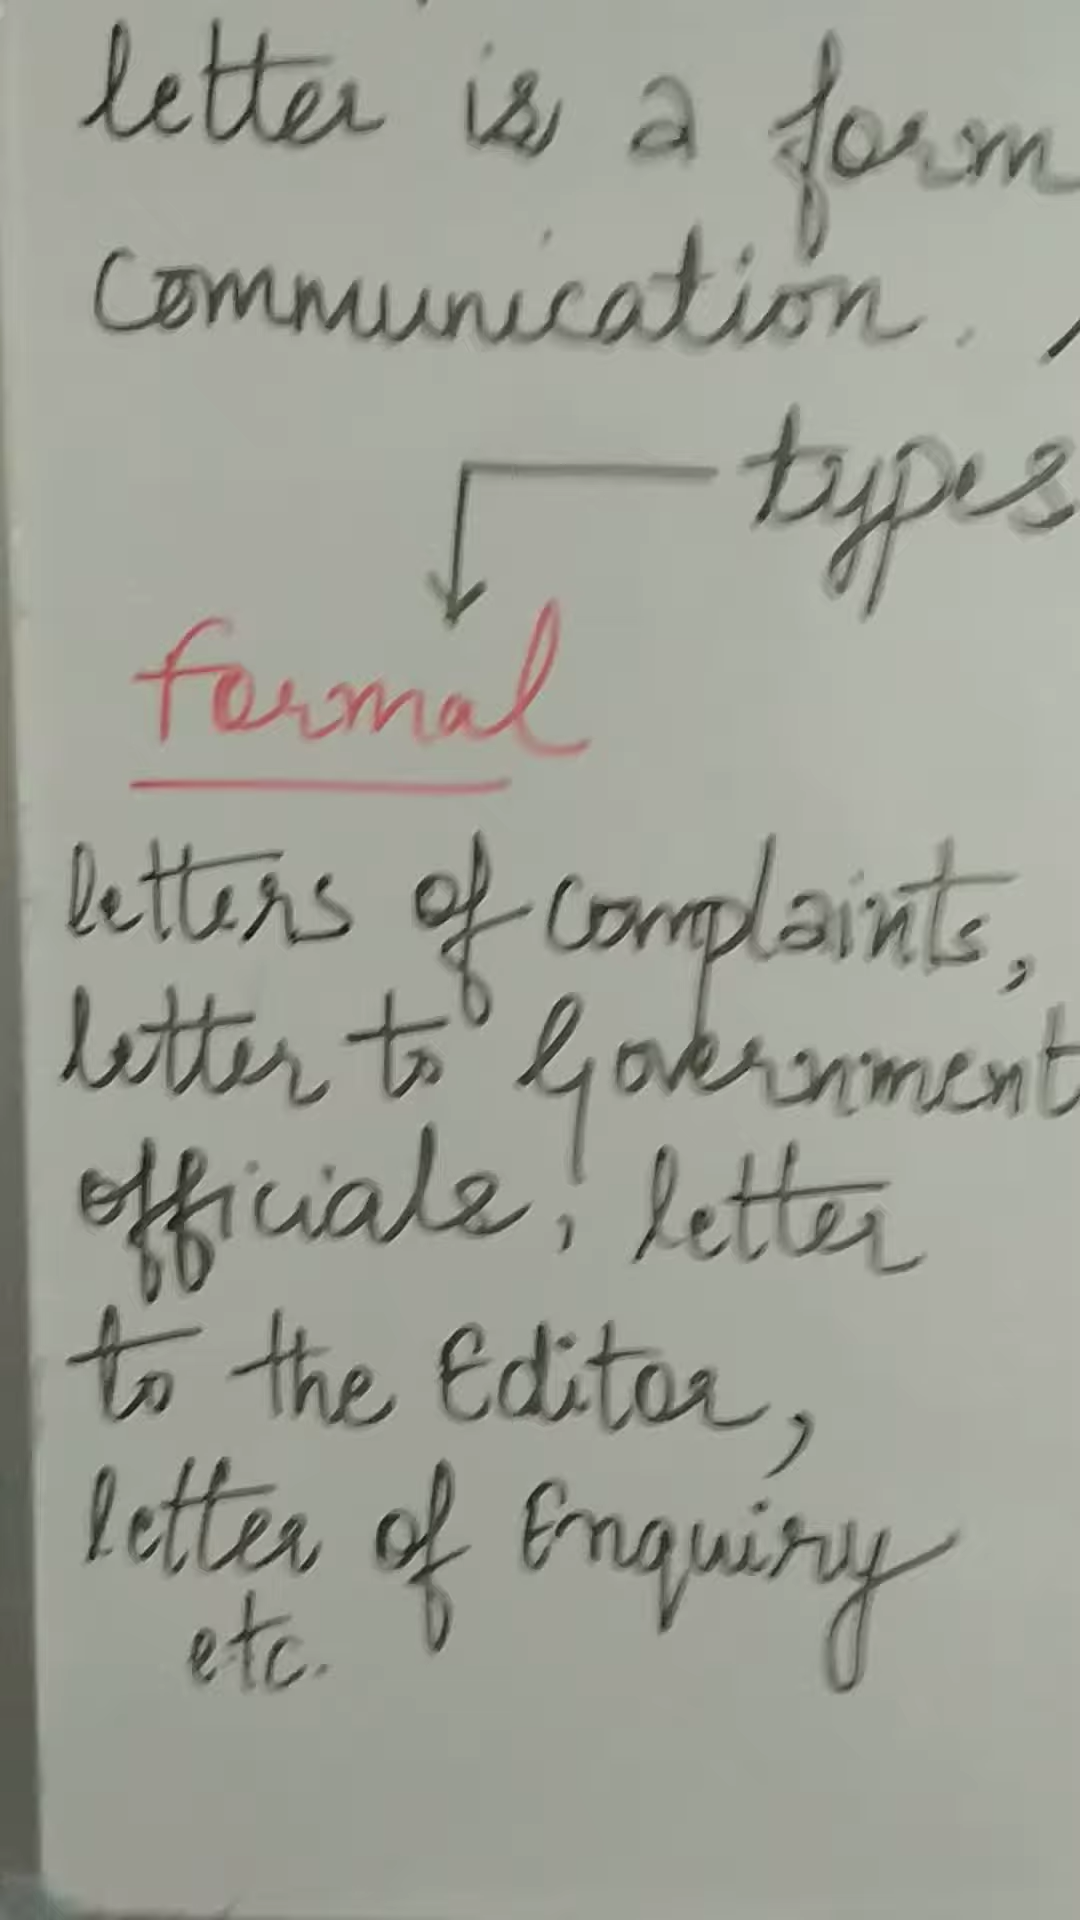 letter is a form
communication.
types
formal
letters of complaints,
letter to Government
officials, letter
to the Editor,
letter of Enquiry
etc.